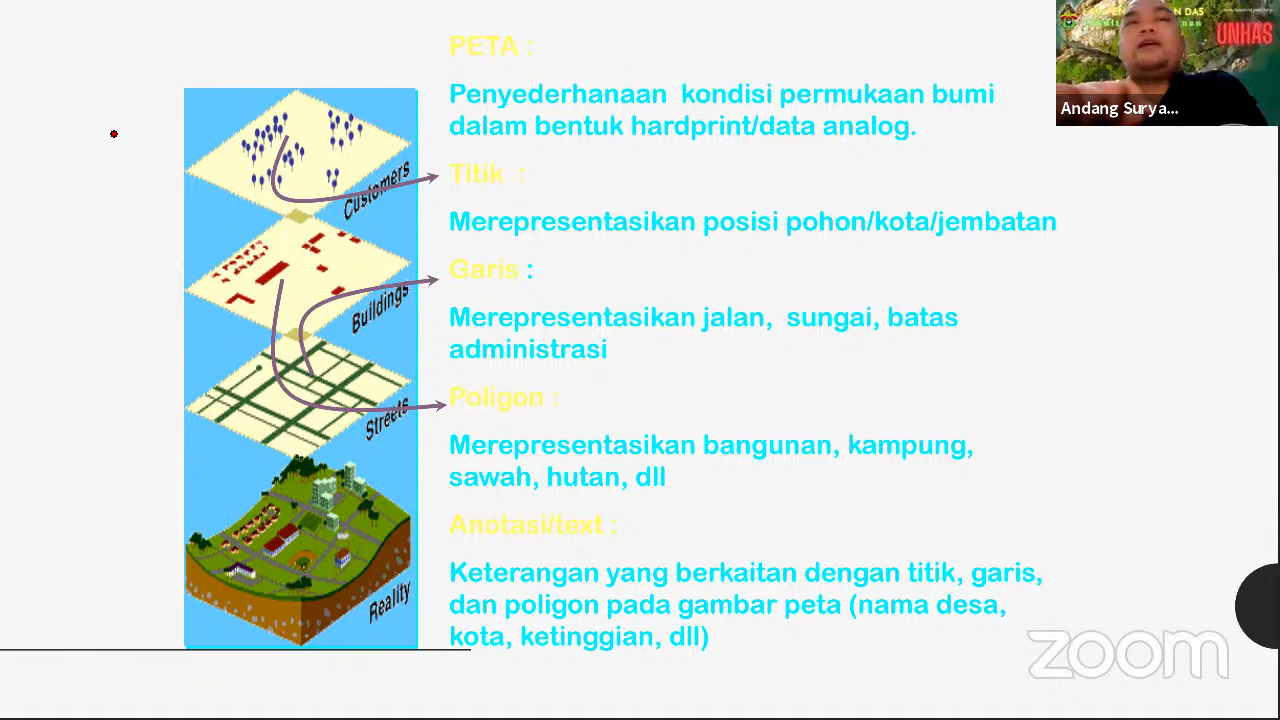 PETA :
Penyederhanaan kondisi permukaan bumi
dalam bentuk hardprint/data analog.
Titik :
Merepresentasikan posisi pohon/kota/jembatan
Garis :
Merepresentasikan jalan, sungai, batas
administrasi
Poligon :
Merepresentasikan bangunan, kampung,
sawah, hutan, dll
Anotasi/text :
Keterangan yang berkaitan dengan titik, garis,
dan poligon pada gambar peta (nama desa,
kota, ketinggian, dll)
Customers
Buildings
Streets
Reality
DAS
UNHAS
Andang Surya...
zoom